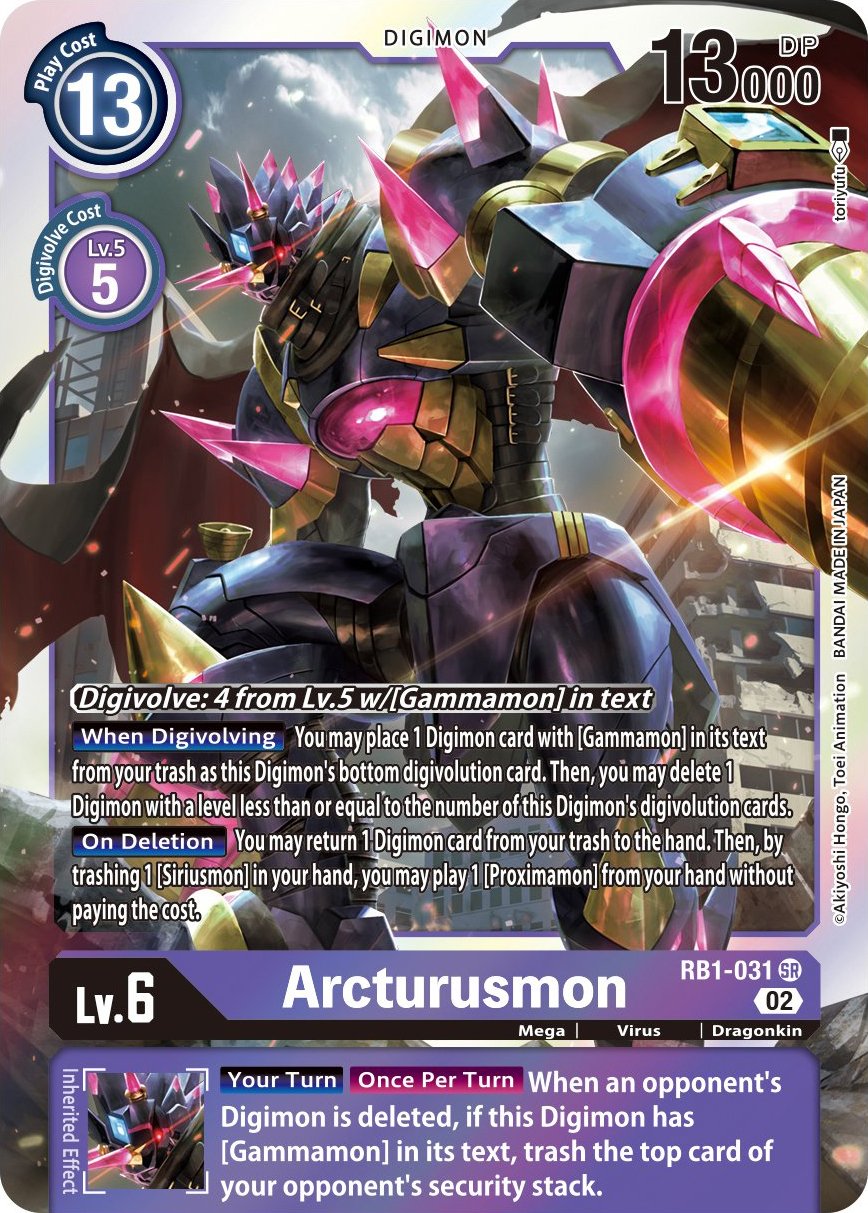 DIGIMON
Play Cost
13
13000
DP
Digivolve Cost
Lv.5
5
toriyufu
BANDAI MADE IN JAPAN
©Akiyoshi Hongo, Toei Animation
Digivolve: 4 from Lv.5 w/[Gammamon] in text
When Digivolving You may place 1 Digimon card with [Gammamon] in its text
from your trash as this Digimon's bottom digivolution card. Then, you may delete 1
Digimon with a level less than or equal to the number of this Digimon's digivolution cards.
On Deletion You may return 1 Digimon card from your trash to the hand. Then, by
trashing 1 [Siriusmon] in your hand, you may play 1 [Proximamon] from your hand without
paying the cost.
Lv.6
Arcturusmon
RB1-031 SR
02
Mega | Virus | Dragonkin
Inherited Effect
Your Turn Once Per Turn When an opponent's
Digimon is deleted, if this Digimon has
[Gammamon] in its text, trash the top card of
your opponent's security stack.